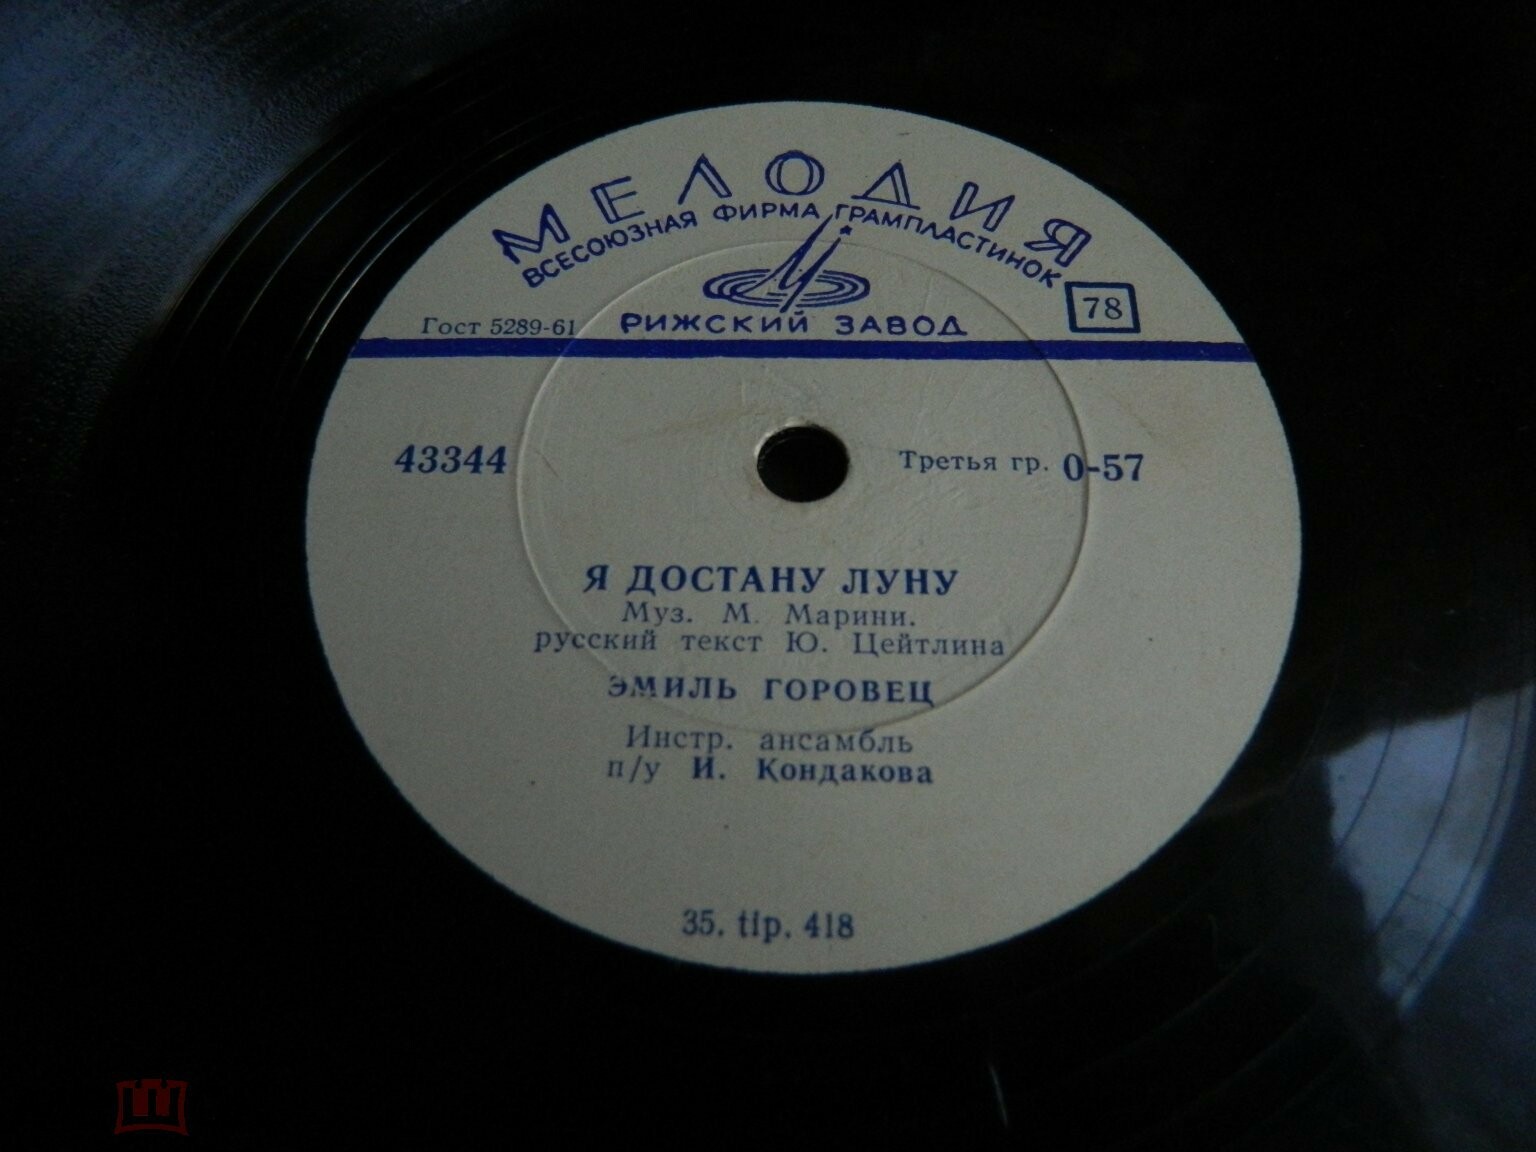 МЕЛОДИЯ
ВСЕСОЮЗНАЯ ФИРМА ГРАМПЛАСТИНОК
Гост 5289-61
РИЖСКИЙ ЗАВОД
78
43344
Третья гр. 0-57
Я ДОСТАНУ ЛУНУ
Муз. М. Марини.
русский текст Ю. Цейтлина
ЭМИЛЬ ГОРОВЕЦ
Инстр. ансамбль
п/у И. Кондакова
35. tip. 418